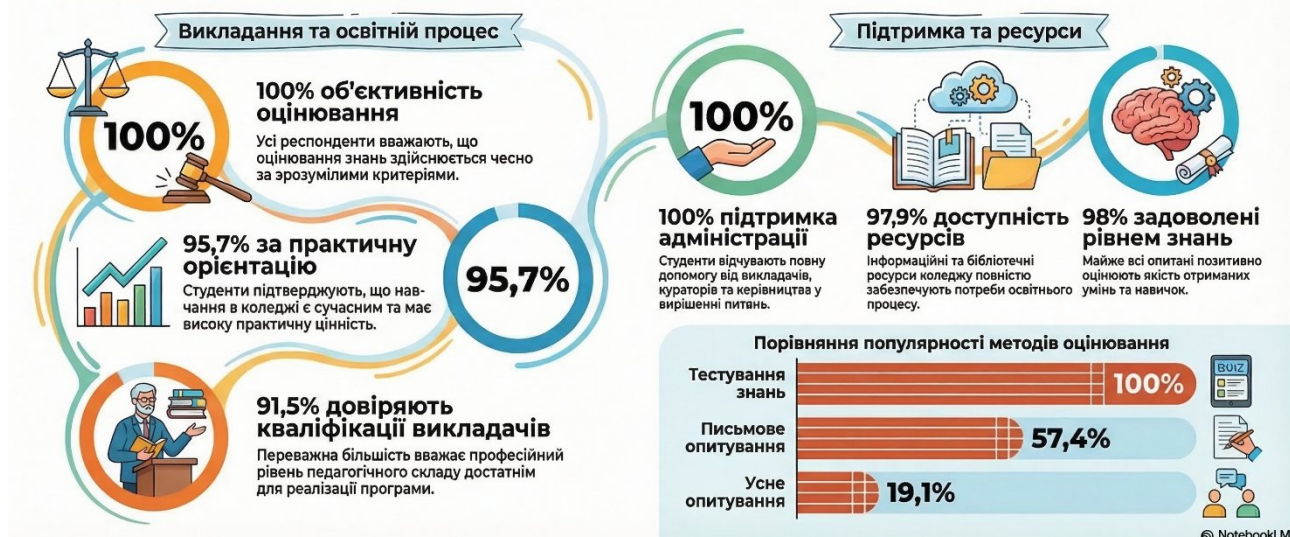 Викладання та освітній процес
100%
100% об'єктивність
оцінювання
Усі респонденти вважають, що
оцінювання знань здійснюється чесно
за эрозумілими критеріями.
95,7% за практичну
орієнтацію
Студенти підтверджують, що нав-
чання в коледжі є сучасним та має
високу практичну цінність.
95,7%
91,5% довіряють
кваліфікації викладачів
Переважна більшість вважає професійний
рівень педагогічного складу достатнім
для реалізації програми.
Підтримка та ресурси
100%
100% підтримка
адміністрації
Студенти відчувають повну
допомогу від викладачів,
кураторів та керівництва у
вирішенні питань.
97,9% доступність
ресурсів
Інформаційні та бібліотечні
росурси коледжу повністю
забезпечують потреби освітнього
процесу.
98% задоволені
рівнем знань
Майже всі опитані позитивно
оцінюють якість отриманих
умінь та навичок.
Порівняння популярності методів оцінювання
Тестування
знань
100%
BUIZ
Письмове
опитування
57,4%
Усне
опитування
19,1%
NotebookLM